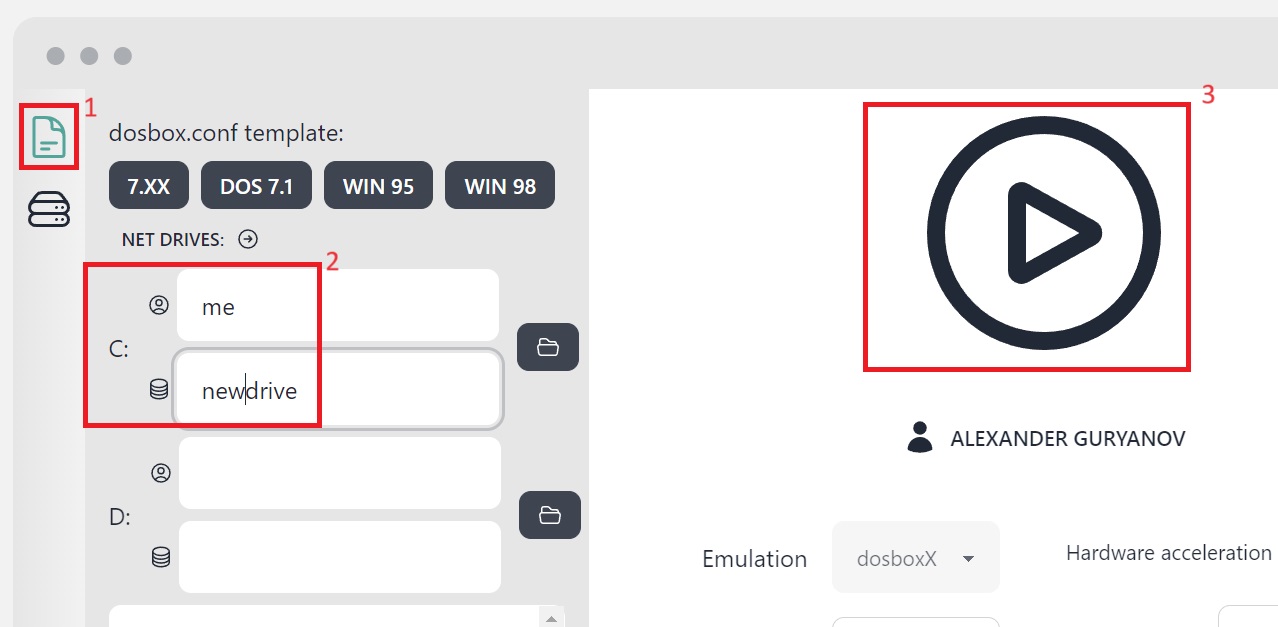 1
3
dosbox.conf template:
7.XX DOS 7.1 WIN 95 WIN 98
NET DRIVES:
2
me
C:
newdrive
ALEXANDER GURYANOV
D:
Emulation dosboxX Hardware acceleration